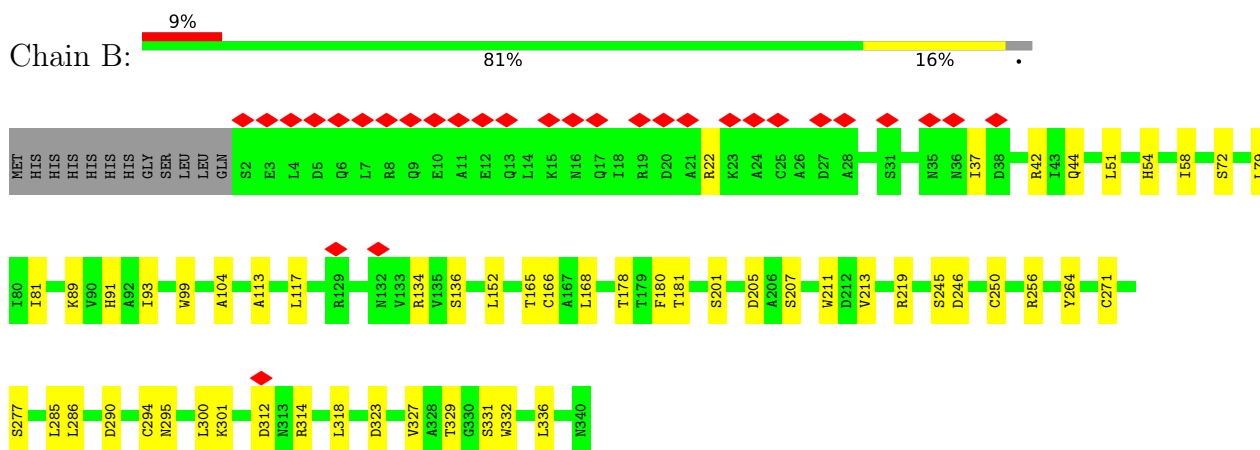 9%
Chain B:
81% 16% •
MET HIS HIS HIS HIS HIS HIS GLY SER LEU LEU GLN S2 E3 L4 D5 Q6 L7 R8 Q9 E10 A11 E12 Q13 L14 K15 N16 Q17 I18 R19 D20 A21 R22 K23 A24 C25 A26 D27 A28 S31 N35 N36 I37 D38 R42 I43 Q44 L51 H54 I58 S72 L79
I80 I81 K89 V90 H91 A92 I93 W99 A104 A113 L117 R129 N132 V133 R134 V135 S136 L152 T165 C166 A167 L168 T178 T179 F180 T181 S201 D205 A206 S207 W211 D212 V213 R219 S245 D246 C250 R256 Y264 C271
S277 L285 L286 D290 C294 N295 L300 K301 D312 N313 R314 L318 D323 V327 A328 T329 G330 S331 W332 L336 N340